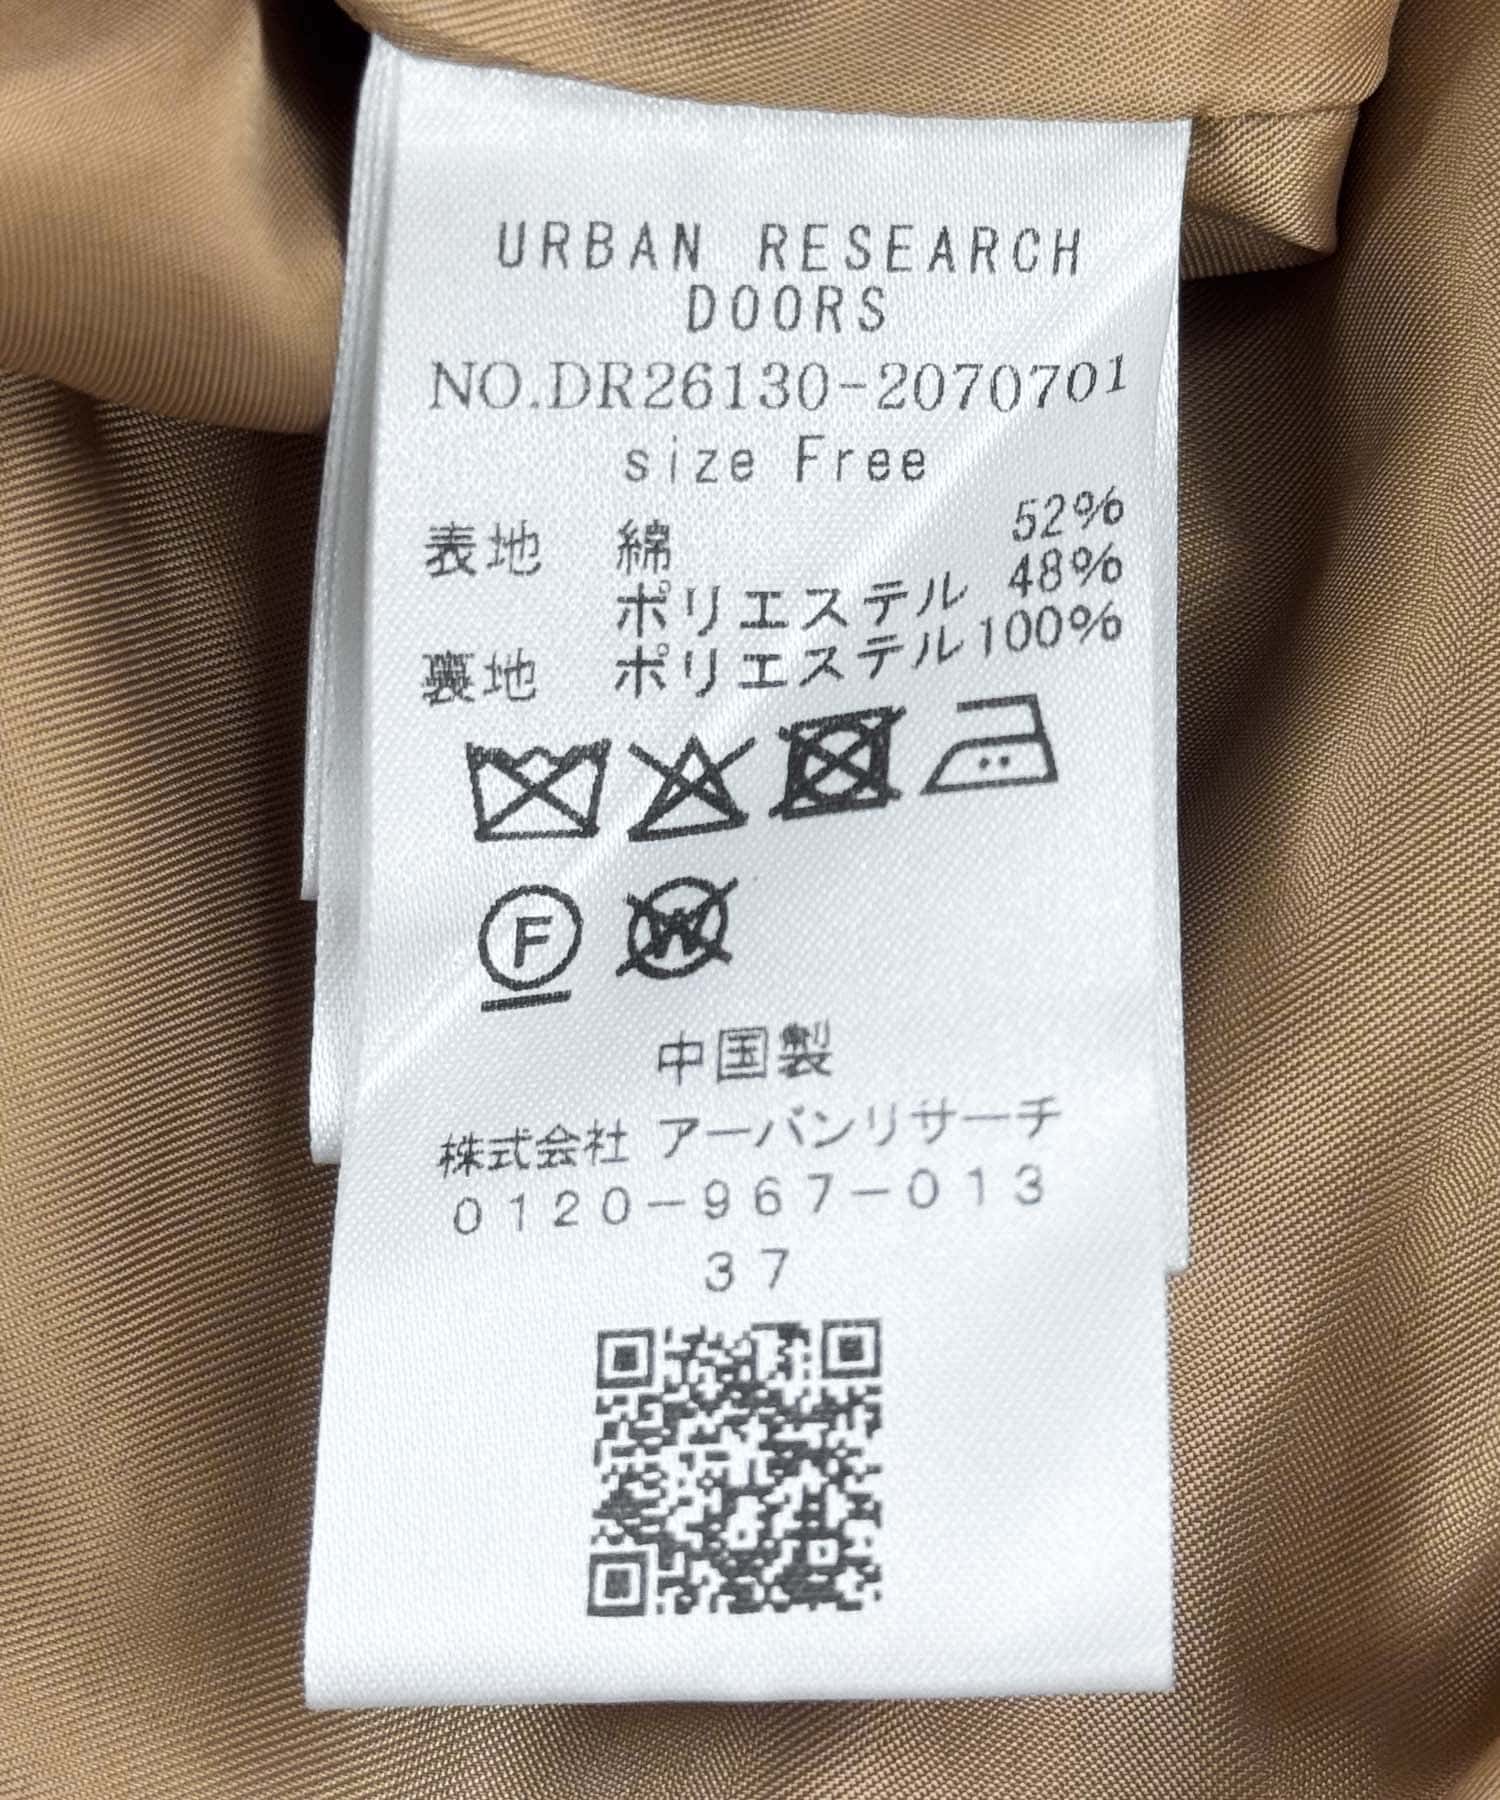 URBAN RESEARCH
DOORS
NO.DR26130-2070701
size Free
表地 綿 52%
ポリエステル 48%
裏地 ポリエステル100%
F W
中国製
株式会社 アーバンリサーチ
0120-967-013
37